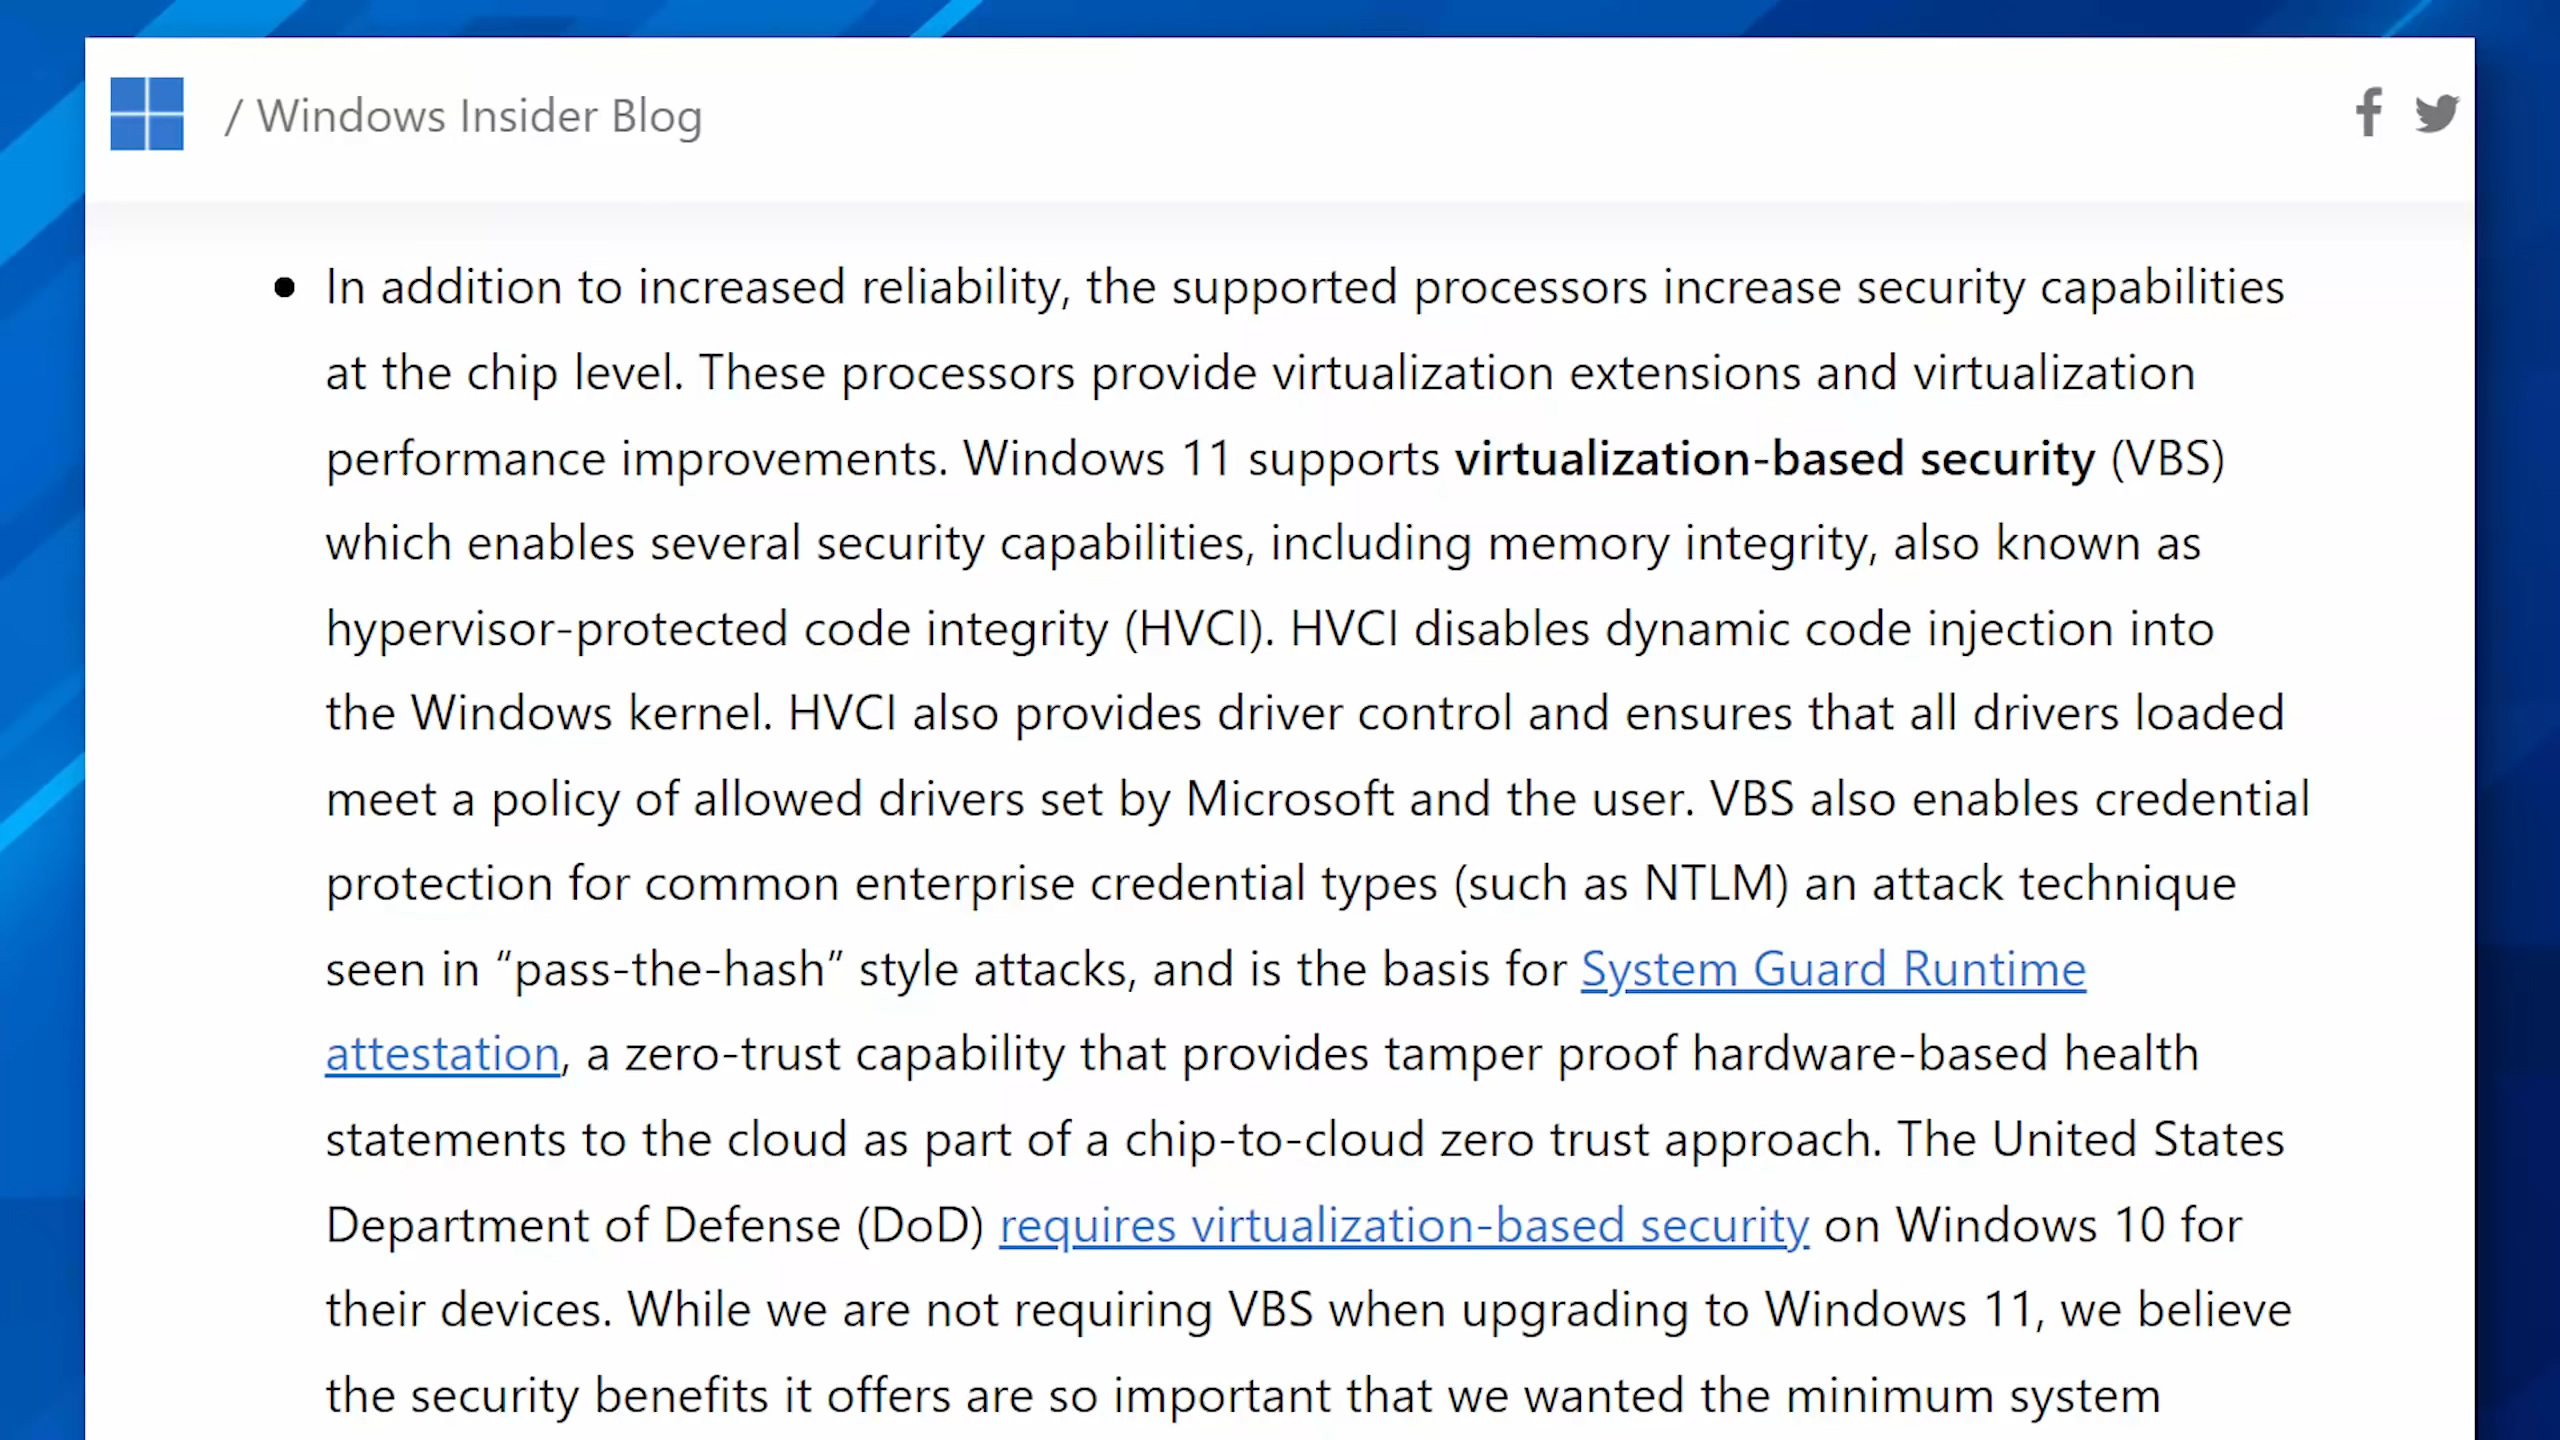 / Windows Insider Blog
• In addition to increased reliability, the supported processors increase security capabilities
at the chip level. These processors provide virtualization extensions and virtualization
performance improvements. Windows 11 supports virtualization-based security (VBS)
which enables several security capabilities, including memory integrity, also known as
hypervisor-protected code integrity (HVCI). HVCI disables dynamic code injection into
the Windows kernel. HVCI also provides driver control and ensures that all drivers loaded
meet a policy of allowed drivers set by Microsoft and the user. VBS also enables credential
protection for common enterprise credential types (such as NTLM) an attack technique
seen in “pass-the-hash” style attacks, and is the basis for System Guard Runtime
attestation, a zero-trust capability that provides tamper proof hardware-based health
statements to the cloud as part of a chip-to-cloud zero trust approach. The United States
Department of Defense (DoD) requires virtualization-based security on Windows 10 for
their devices. While we are not requiring VBS when upgrading to Windows 11, we believe
the security benefits it offers are so important that we wanted the minimum system